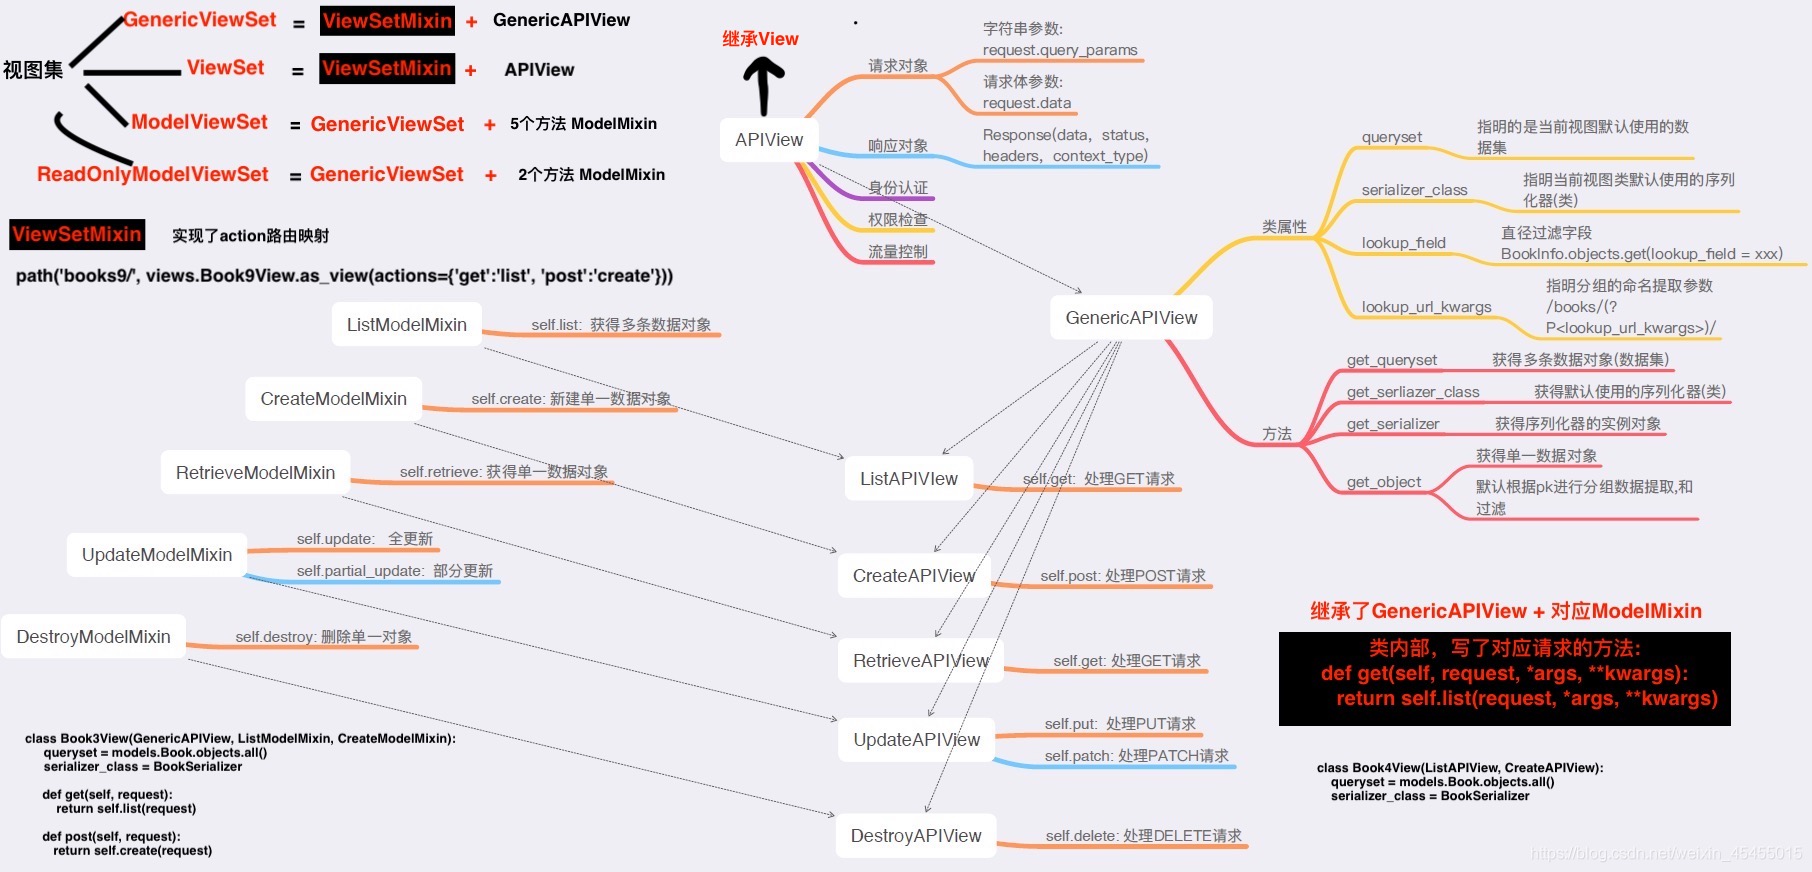 GenericViewSet = ViewSetMixin + GenericAPIView
视图集
ViewSet = ViewSetMixin + APIView
ModelViewSet = GenericViewSet + 5个方法 ModelMixin
ReadOnlyModelViewSet = GenericViewSet + 2个方法 ModelMixin
ViewSetMixin 实现了action路由映射
path('books9/', views.Book9View.as_view(actions={'get':'list', 'post':'create'}))
继承View
APIView
请求对象
字符串参数:
request.query_params
请求体参数:
request.data
响应对象
Response(data, status,
headers, context_type)
身份认证
权限检查
流量控制
GenericAPIView
类属性
queryset
指明的是当前视图默认使用的数
据集
serializer_class
指明当前视图类默认使用的序列
化器(类)
lookup_field
直径过滤字段
BookInfo.objects.get(lookup_field = xxx)
lookup_url_kwargs
指明分组的命名提取参数
/books/(?
P<lookup_url_kwargs>)/
方法
get_queryset
获得多条数据对象(数据集)
get_serliazer_class
获得默认使用的序列化器(类)
get_serializer
获得序列化器的实例对象
get_object
获得单一数据对象
默认根据pk进行分组数据提取,和
过滤
ListModelMixin
self.list: 获得多条数据对象
CreateModelMixin
self.create: 新建单一数据对象
RetrieveModelMixin
self.retrieve: 获得单一数据对象
UpdateModelMixin
self.update: 全更新
self.partial_update: 部分更新
DestroyModelMixin
self.destroy: 删除单一对象
ListAPIVIew
self.get: 处理GET请求
CreateAPIView
self.post: 处理POST请求
RetrieveAPIView
self.get: 处理GET请求
UpdateAPIView
self.put: 处理PUT请求
self.patch: 处理PATCH请求
DestroyAPIView
self.delete: 处理DELETE请求
继承了GenericAPIView + 对应ModelMixin
类内部，写了对应请求的方法:
def get(self, request, *args, **kwargs):
return self.list(request, *args, **kwargs)
class Book3View(GenericAPIView, ListModelMixin, CreateModelMixin):
queryset = models.Book.objects.all()
serializer_class = BookSerializer
def get(self, request):
return self.list(request)
def post(self, request):
return self.create(request)
class Book4View(ListAPIView, CreateAPIView):
queryset = models.Book.objects.all()
serializer_class = BookSerializer
https://blog.csdn.net/weixin_45455015